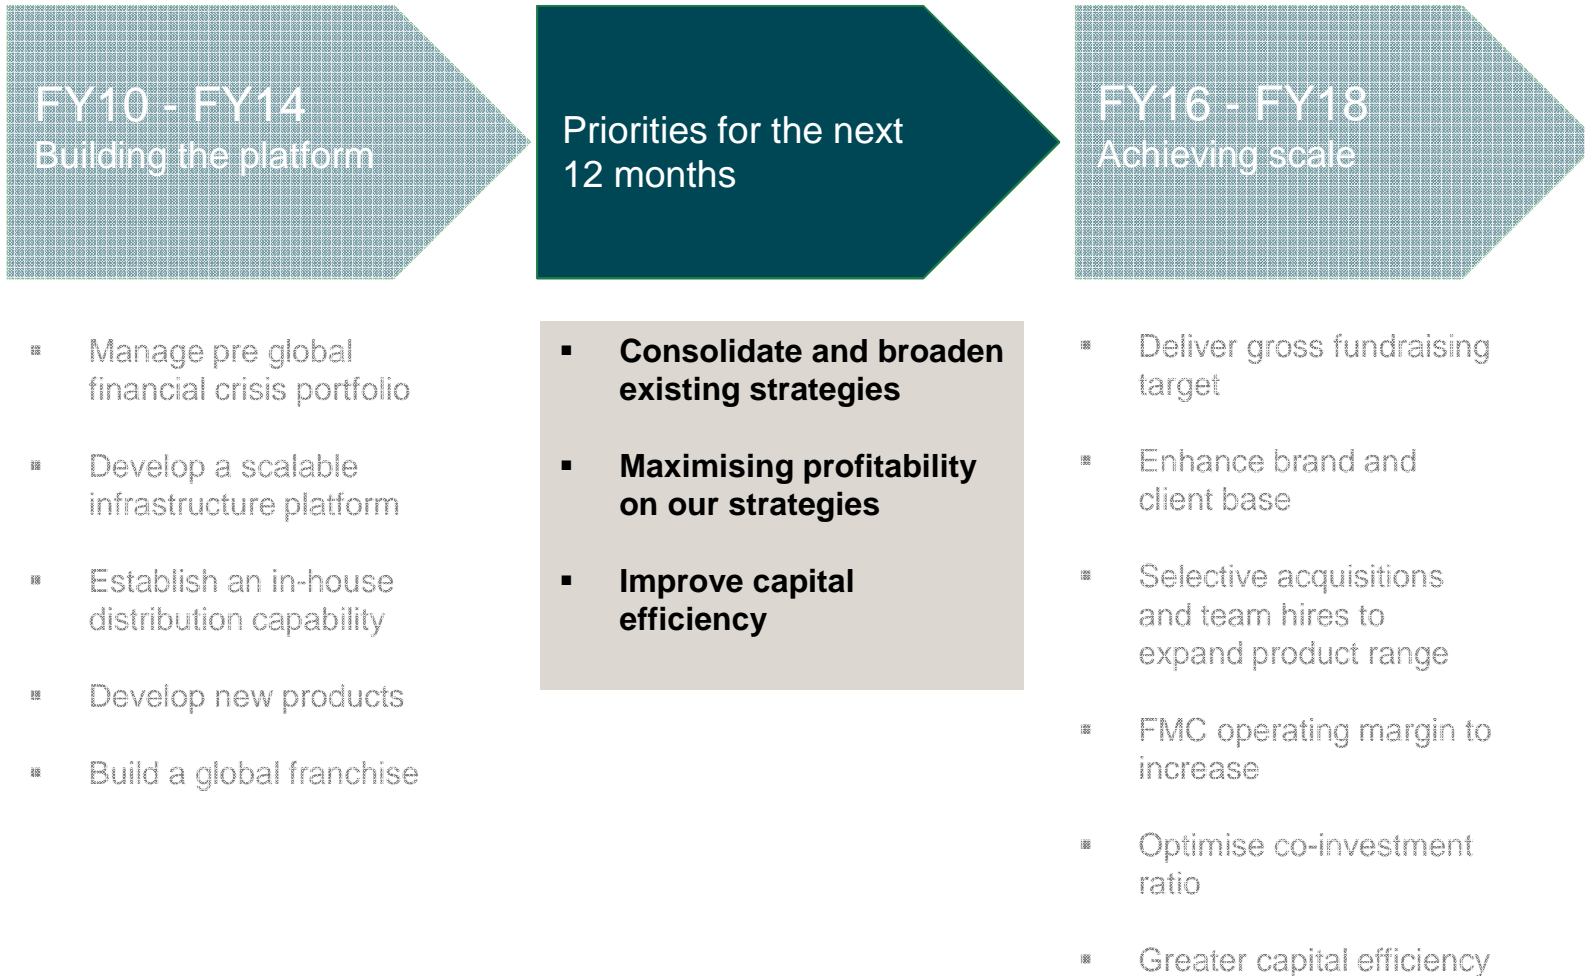 FY10 - FY14
Building the platform
Priorities for the next
12 months
FY16 - FY18
Achieving scale
▪ Manage pre global
financial crisis portfolio
▪ Develop a scalable
infrastructure platform
▪ Establish an in-house
distribution capability
▪ Develop new products
▪ Build a global franchise
▪ Consolidate and broaden
existing strategies
▪ Maximising profitability
on our strategies
▪ Improve capital
efficiency
▪ Deliver gross fundraising
target
▪ Enhance brand and
client base
▪ Selective acquisitions
and team hires to
expand product range
▪ FMC operating margin to
increase
▪ Optimise co-investment
ratio
▪ Greater capital efficiency